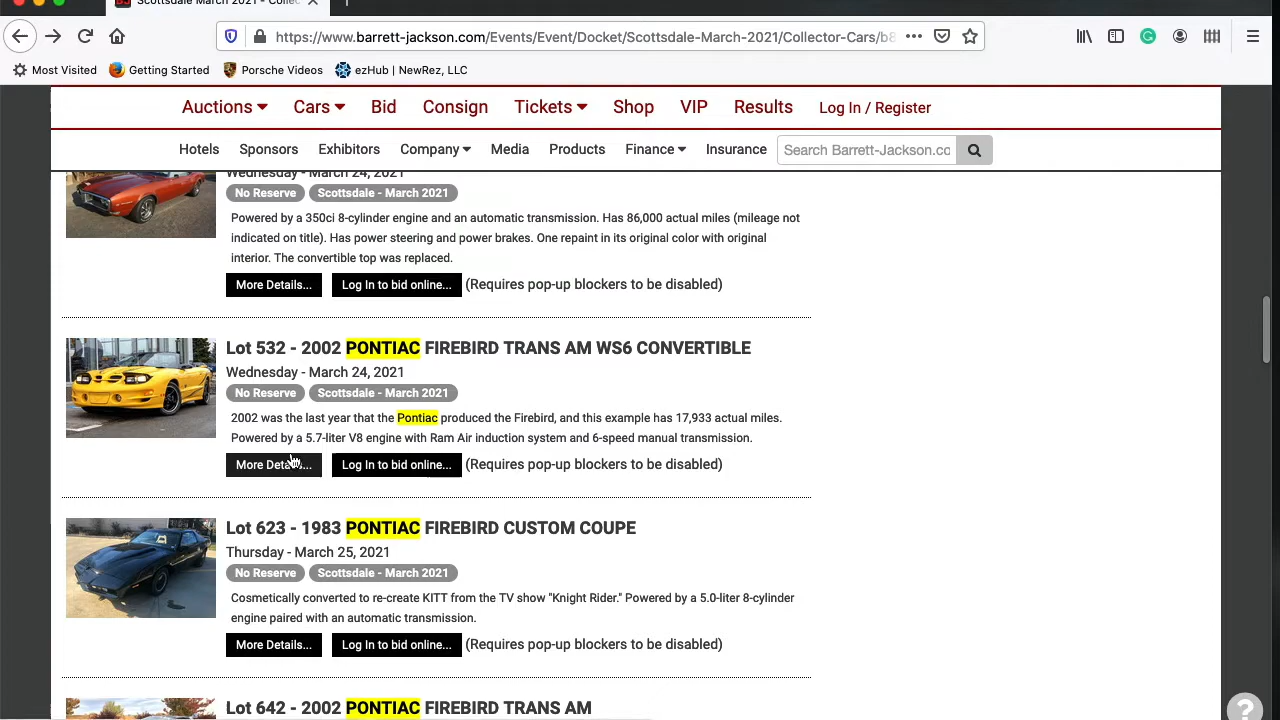 Scottsdale March 2021 - Collec
https://www.barrett-jackson.com/Events/Event/Docket/Scottsdale-March-2021/Collector-Cars/b8
Most Visited Getting Started Porsche Videos ezHub | NewRez, LLC
Auctions Cars Bid Consign Tickets Shop VIP Results Log In / Register
Hotels Sponsors Exhibitors Company Media Products Finance Insurance Search Barrett-Jackson.co
Wednesday - March 24, 2021
No Reserve Scottsdale - March 2021
Powered by a 350ci 8-cylinder engine and an automatic transmission. Has 86,000 actual miles (mileage not
indicated on title). Has power steering and power brakes. One repaint in its original color with original
interior. The convertible top was replaced.
More Details... Log In to bid online... (Requires pop-up blockers to be disabled)
Lot 532 - 2002 PONTIAC FIREBIRD TRANS AM WS6 CONVERTIBLE
Wednesday - March 24, 2021
No Reserve Scottsdale - March 2021
2002 was the last year that the Pontiac produced the Firebird, and this example has 17,933 actual miles.
Powered by a 5.7-liter V8 engine with Ram Air induction system and 6-speed manual transmission.
More Details... Log In to bid online... (Requires pop-up blockers to be disabled)
Lot 623 - 1983 PONTIAC FIREBIRD CUSTOM COUPE
Thursday - March 25, 2021
No Reserve Scottsdale - March 2021
Cosmetically converted to re-create KITT from the TV show "Knight Rider." Powered by a 5.0-liter 8-cylinder
engine paired with an automatic transmission.
More Details... Log In to bid online... (Requires pop-up blockers to be disabled)
Lot 642 - 2002 PONTIAC FIREBIRD TRANS AM